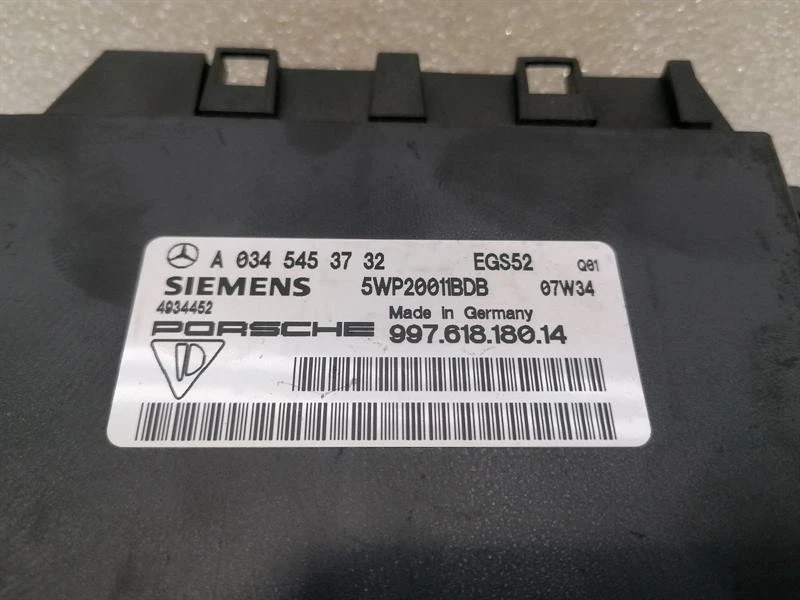 A 034 545 37 32 EGS52 Q01
SIEMENS 5WP20011BDB 07W34
4934452 Made in Germany
PORSCHE 997.618.180.14